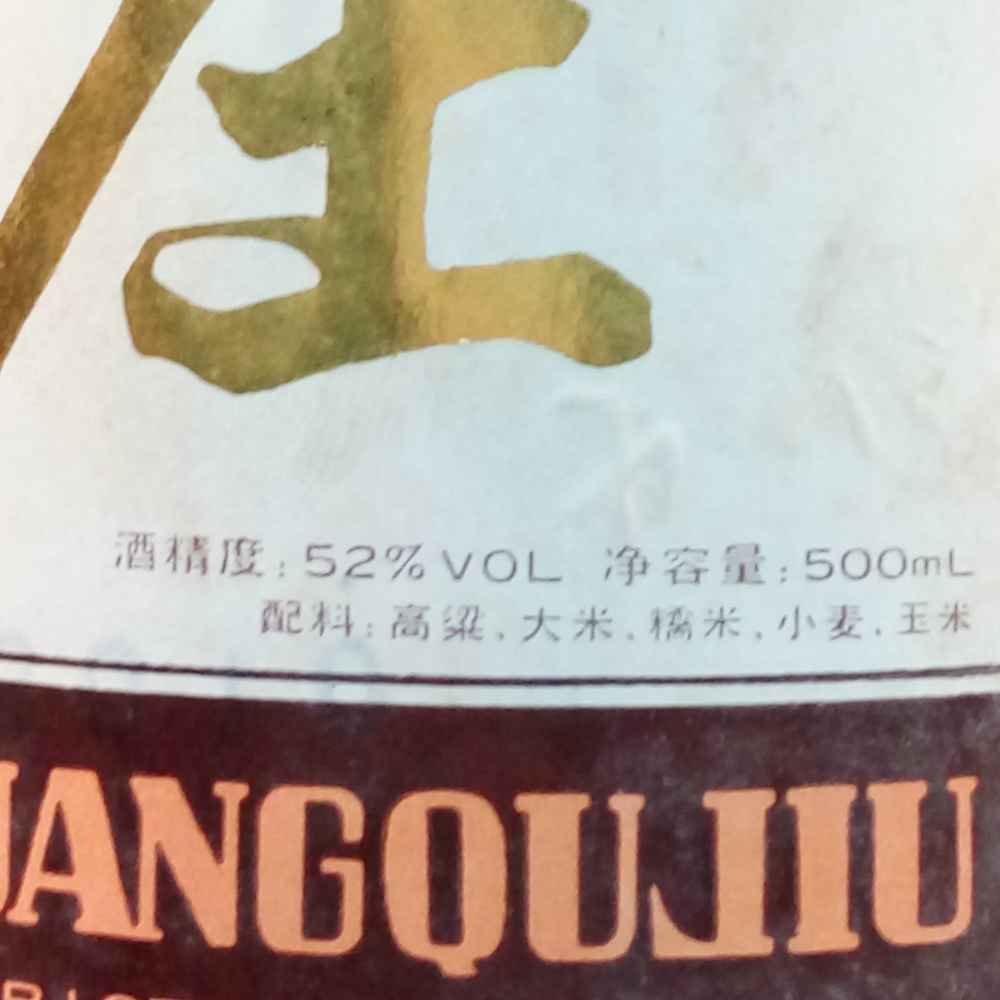 酒精度:52%VOL 净容量:500mL
配料:高粱、大米、糯米、小麦、玉米
UANGQUJIU